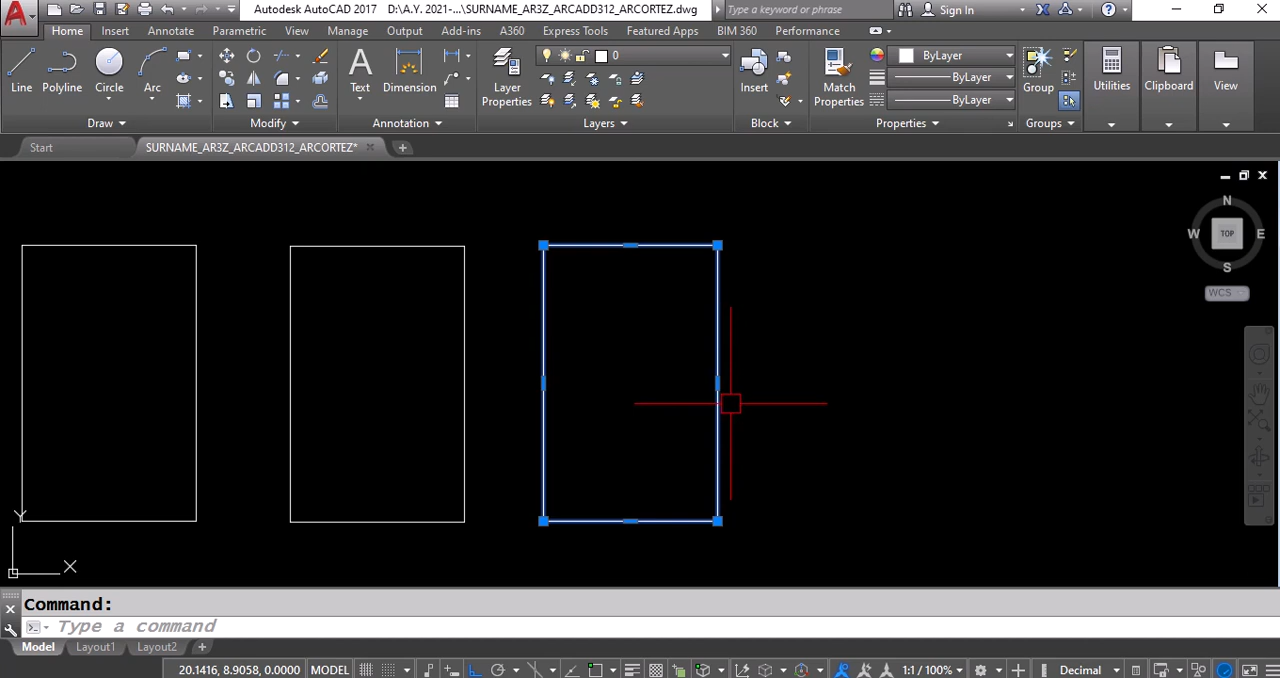 Autodesk AutoCAD 2017 D:\A.Y. 2021-...\SURNAME_AR3Z_ARCADD312_ARCORTEZ.dwg Type a keyword or phrase Sign In
Home Insert Annotate Parametric View Manage Output Add-ins A360 Express Tools Featured Apps BIM 360 Performance
0
ByLayer
ByLayer
ByLayer
Line Polyline Circle Arc Text Dimension Layer Properties Insert Match Properties Group Utilities Clipboard View
Draw Modify Annotation Layers Block Properties Groups
Start SURNAME_AR3Z_ARCADD312_ARCORTEZ*
N
W TOP E
S
WCS
Y
X
Command:
Type a command
Model Layout1 Layout2
20.1416, 8.9058, 0.0000 MODEL 1:1 / 100% Decimal